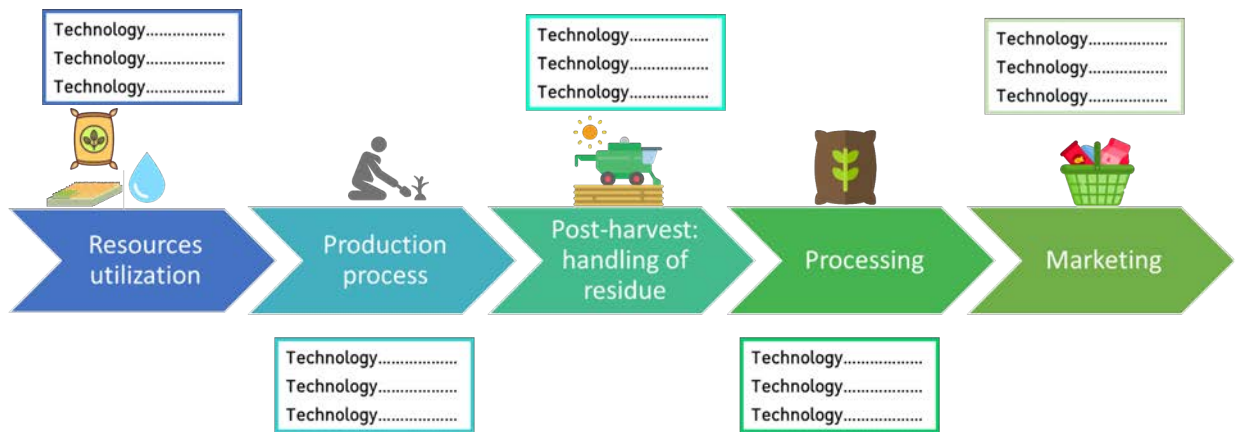 Technology..................
Technology..................
Technology..................
Technology..................
Technology..................
Technology..................
Technology..................
Technology..................
Technology..................
Resources
utilization
Production
process
Post-harvest:
handling of
residue
Processing
Marketing
Technology..................
Technology..................
Technology..................
Technology..................
Technology..................
Technology..................